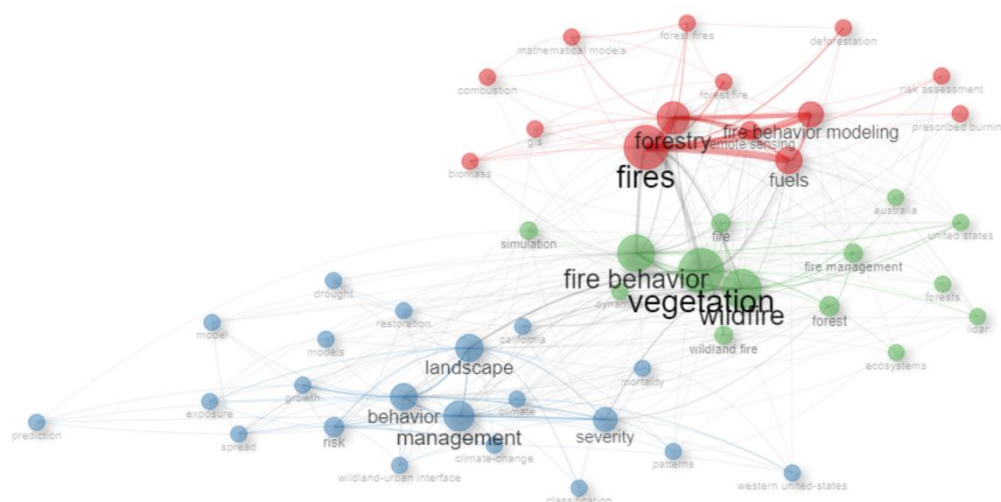 forest fires
deforestation
mathematical models
combustion
forest fire
risk assessment
prescribed burnin
fire behavior modeling
gis
forestry
remote sensing
biomass
fires
fuels
australia
united states
fire
simulation
fire management
fire behavior
drought
dynam
vegetation
forests
wildfire
forest
lidar
restoration
model
california
wildland fire
models
landscape
ecosystems
mortality
growth
exposure
climate
behavior
prediction
spread
risk
management
severity
climate-change
patterns
wildland-urban interface
western united-states
classification